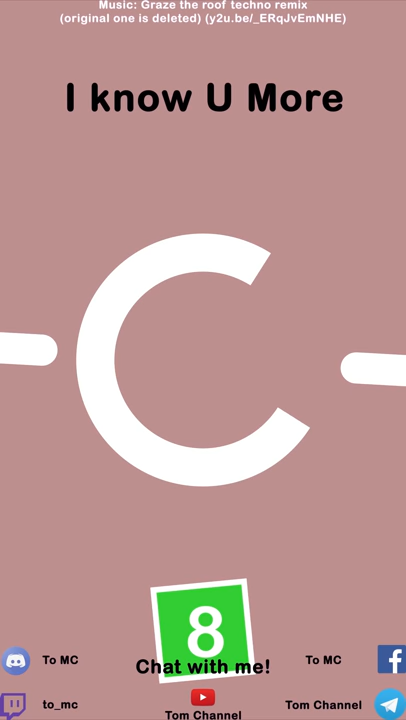 Music: Graze the roof techno remix
(original one is deleted) (y2u.be/_ERqJvEmNHE)
I know U More
8
Chat with me!
To MC
To MC
to_mc
Tom Channel
Tom Channel